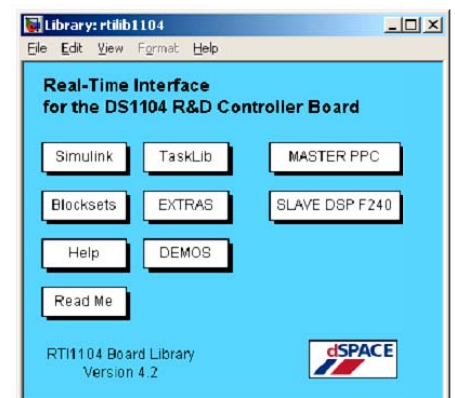 Library: rtilib1104
File Edit View Format Help
Real-Time Interface
for the DS1104 R&D Controller Board
Simulink TaskLib MASTER PPC
Blocksets EXTRAS SLAVE DSP F240
Help DEMOS
Read Me
RTI1104 Board Library
Version 4.2
dSPACE